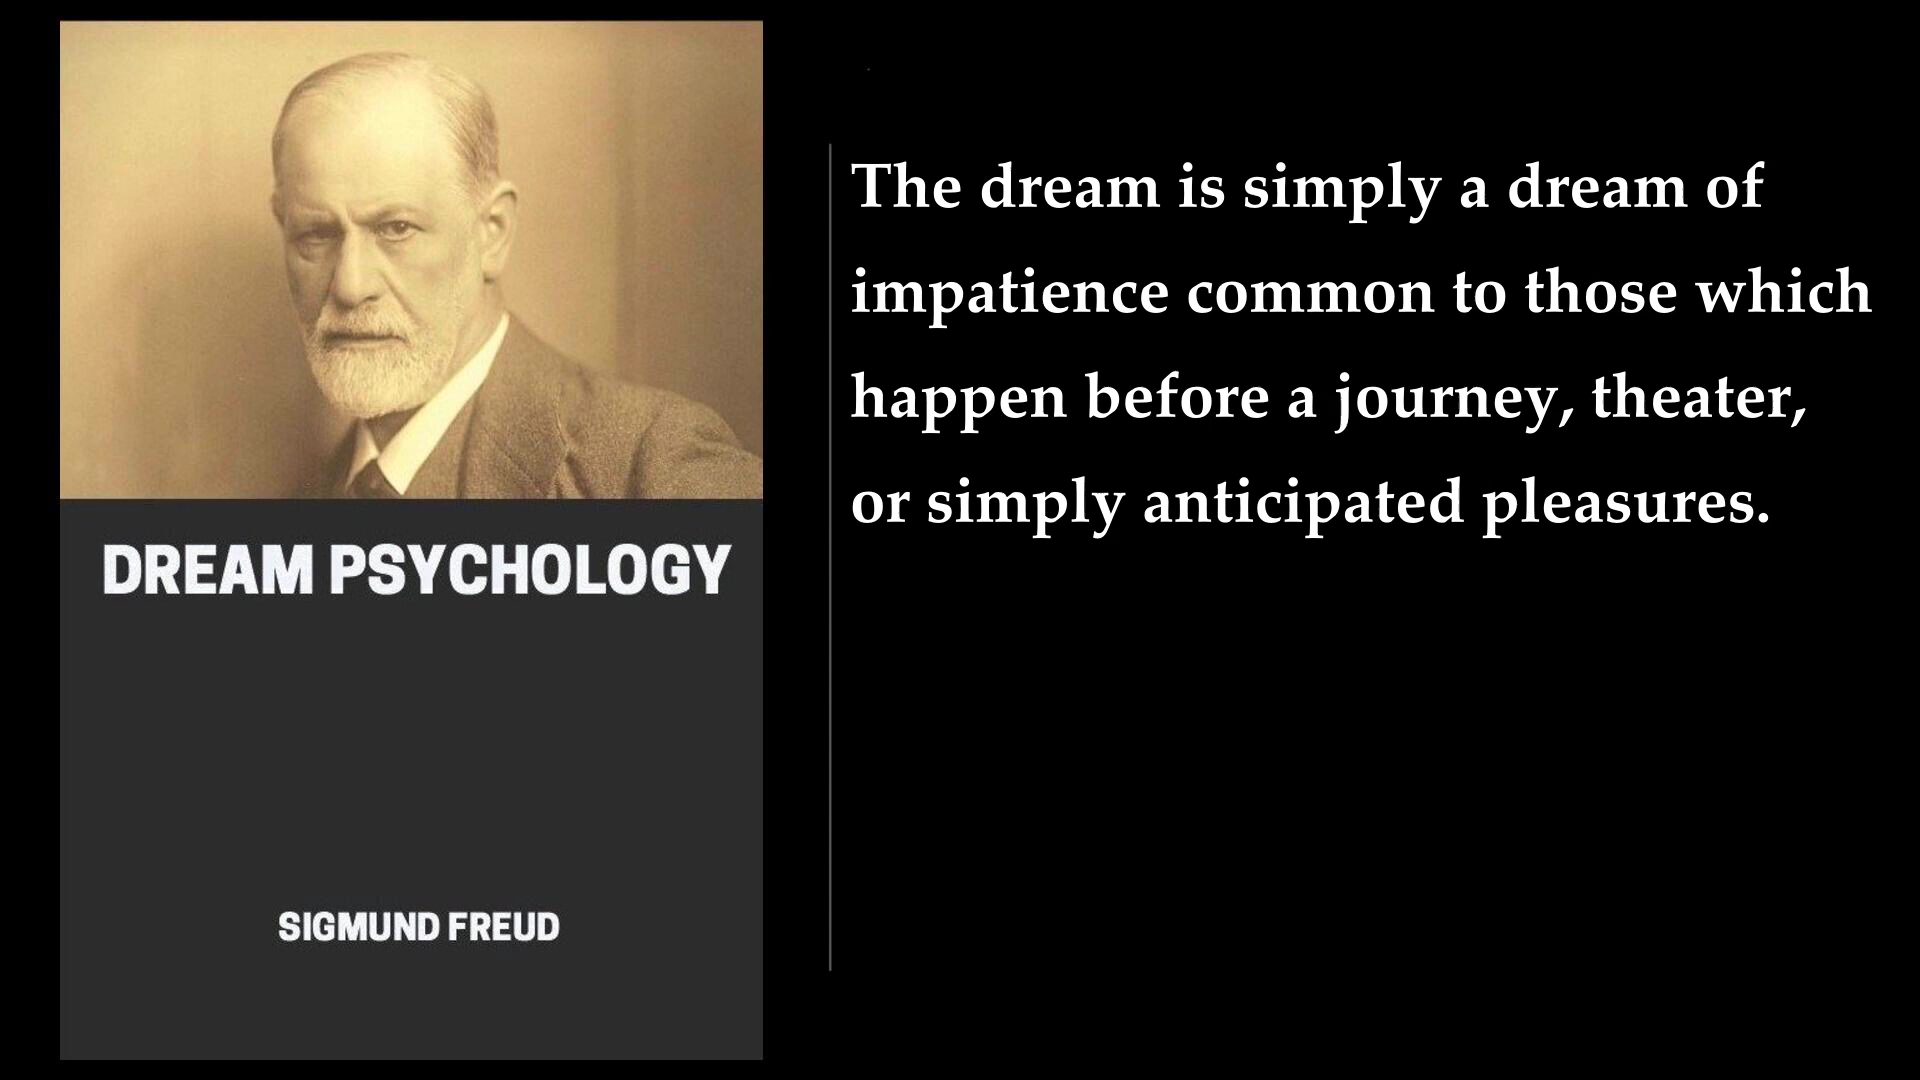 DREAM PSYCHOLOGY
SIGMUND FREUD
The dream is simply a dream of
impatience common to those which
happen before a journey, theater,
or simply anticipated pleasures.